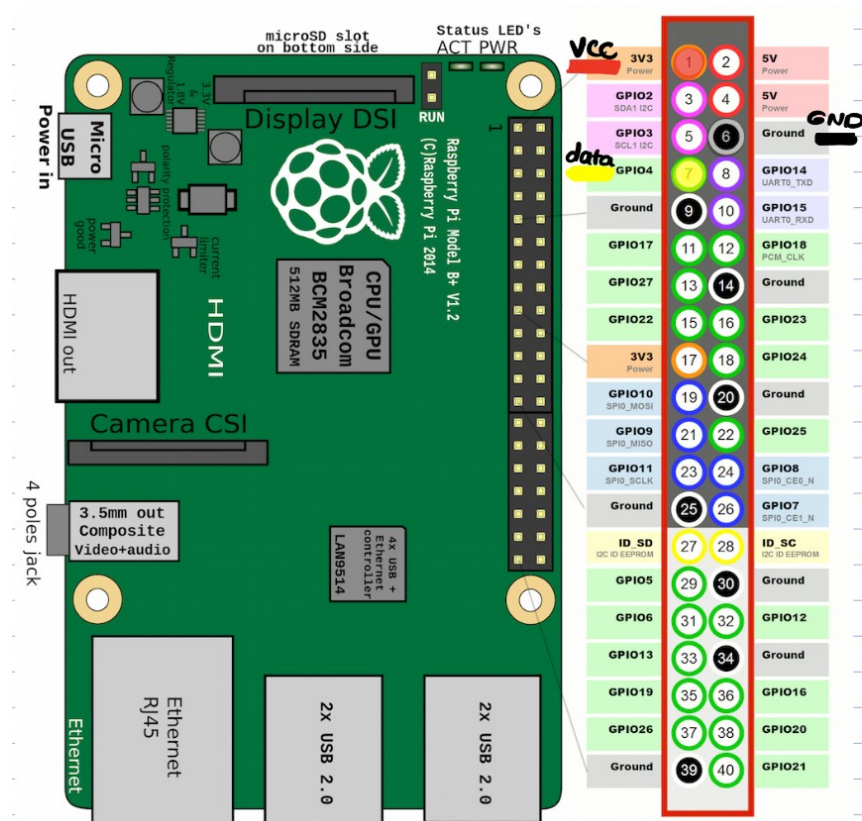 microSD slot
on bottom side
Status LED's
ACT PWR
Regulator
&
3.3V
1.8V
RUN
Display DSI
1
Power in
Micro
USB
polarity protection
power
good
current
limiter
Raspberry Pi Model B+ V1.2
(C)Raspberry Pi 2014
CPU/GPU
Broadcom
BCM2835
512MB SDRAM
HDMI
HDMI out
Camera CSI
4 poles jack
3.5mm out
Composite
Video+audio
4x USB +
Ethernet
controller
LAN9514
Ethernet
Ethernet
RJ45
2x USB 2.0
2x USB 2.0
VCC
GND
data
3V3 Power 1 2 5V Power
GPIO2 SDA1 I2C 3 4 5V Power
GPIO3 SCL1 I2C 5 6 Ground
GPIO4 7 8 GPIO14 UART0_TXD
Ground 9 10 GPIO15 UART0_RXD
GPIO17 11 12 GPIO18 PCM_CLK
GPIO27 13 14 Ground
GPIO22 15 16 GPIO23
3V3 Power 17 18 GPIO24
GPIO10 SPI0_MOSI 19 20 Ground
GPIO9 SPI0_MISO 21 22 GPIO25
GPIO11 SPI0_SCLK 23 24 GPIO8 SPI0_CE0_N
Ground 25 26 GPIO7 SPI0_CE1_N
ID_SD I2C ID EEPROM 27 28 ID_SC I2C ID EEPROM
GPIO5 29 30 Ground
GPIO6 31 32 GPIO12
GPIO13 33 34 Ground
GPIO19 35 36 GPIO16
GPIO26 37 38 GPIO20
Ground 39 40 GPIO21